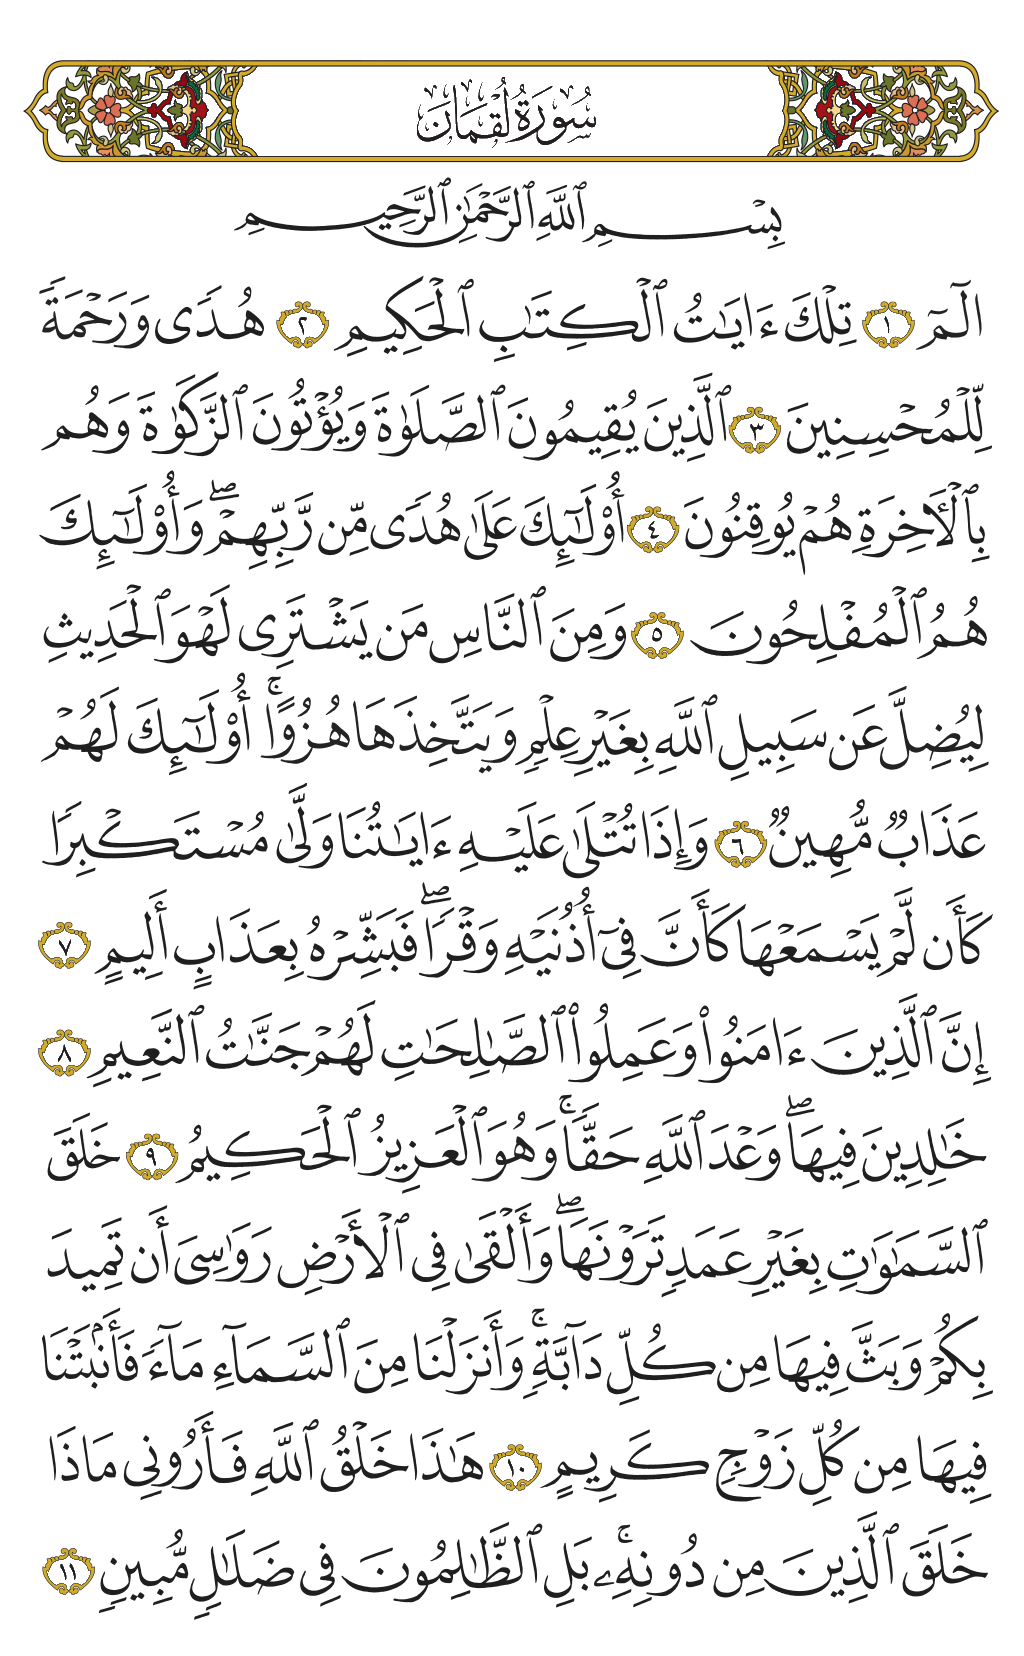 سُورَةُ لُقْمَانَ
بِسْمِ ٱللَّهِ ٱلرَّحْمَٰنِ ٱلرَّحِيمِ
الٓمٓ ١ تِلْكَ ءَايَٰتُ ٱلْكِتَٰبِ ٱلْحَكِيمِ ٢ هُدًى وَرَحْمَةً
لِّلْمُحْسِنِينَ ٣ ٱلَّذِينَ يُقِيمُونَ ٱلصَّلَوٰةَ وَيُؤْتُونَ ٱلزَّكَوٰةَ وَهُم
بِٱلْأَخِرَةِ هُمْ يُوقِنُونَ ٤ أُو۟لَٰٓئِكَ عَلَىٰ هُدًى مِّن رَّبِّهِمْۖ وَأُو۟لَٰٓئِكَ
هُمُ ٱلْمُفْلِحُونَ ٥ وَمِنَ ٱلنَّاسِ مَن يَشْتَرِى لَهْوَ ٱلْحَدِيثِ
لِيُضِلَّ عَن سَبِيلِ ٱللَّهِ بِغَيْرِ عِلْمٍ وَيَتَّخِذَهَا هُزُوًاۚ أُو۟لَٰٓئِكَ لَهُمْ
عَذَابٌ مُّهِينٌ ٦ وَإِذَا تُتْلَىٰ عَلَيْهِ ءَايَٰتُنَا وَلَّىٰ مُسْتَكْبِرًا
كَأَن لَّمْ يَسْمَعْهَا كَأَنَّ فِىٓ أُذُنَيْهِ وَقْرًاۖ فَبَشِّرْهُ بِعَذَابٍ أَلِيمٍ ٧
إِنَّ ٱلَّذِينَ ءَامَنُوا۟ وَعَمِلُوا۟ ٱلصَّٰلِحَٰتِ لَهُمْ جَنَّٰتُ ٱلنَّعِيمِ ٨
خَٰلِدِينَ فِيهَاۖ وَعْدَ ٱللَّهِ حَقًّاۚ وَهُوَ ٱلْعَزِيزُ ٱلْحَكِيمُ ٩ خَلَقَ
ٱلسَّمَٰوَٰتِ بِغَيْرِ عَمَدٍ تَرَوْنَهَاۖ وَأَلْقَىٰ فِى ٱلْأَرْضِ رَوَٰسِىَ أَن تَمِيدَ
بِكُمْ وَبَثَّ فِيهَا مِن كُلِّ دَآبَّةٍۚ وَأَنزَلْنَا مِنَ ٱلسَّمَآءِ مَآءً فَأَنۢبَتْنَا
فِيهَا مِن كُلِّ زَوْجٍ كَرِيمٍ ١٠ هَٰذَا خَلْقُ ٱللَّهِ فَأَرُونِى مَاذَا
خَلَقَ ٱلَّذِينَ مِن دُونِهِۦۚ بَلِ ٱلظَّٰلِمُونَ فِى ضَلَٰلٍ مُّبِينٍ ١١